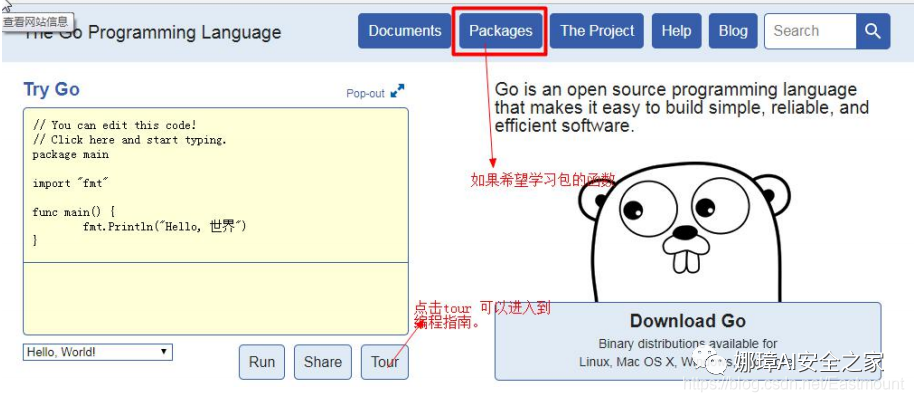 查看网站信息
The Go Programming Language
Documents
Packages
The Project
Help
Blog
Search
Try Go
Pop-out
// You can edit this code!
// Click here and start typing.
package main
import "fmt"
func main() {
fmt.Println("Hello, 世界")
}
Hello, World!
Run
Share
Tour
点击tour 可以进入到
编程指南。
Go is an open source programming language
that makes it easy to build simple, reliable, and
efficient software.
如果希望学习包的函数
Download Go
Binary distributions available for
Linux, Mac OS X,
娜璋AI安全之家
https://blog.csdn.net/Eastmount